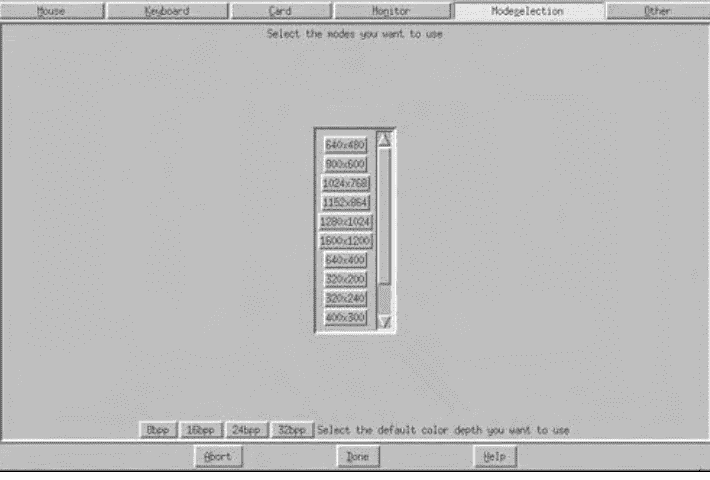 Mouse Keyboard Card Monitor Modeselection Other
Select the modes you want to use
640x480
800x600
1024x768
1152x864
1280x1024
1600x1200
640x400
320x200
320x240
400x300
8bpp 16bpp 24bpp 32bpp Select the default color depth you want to use
Abort Done Help